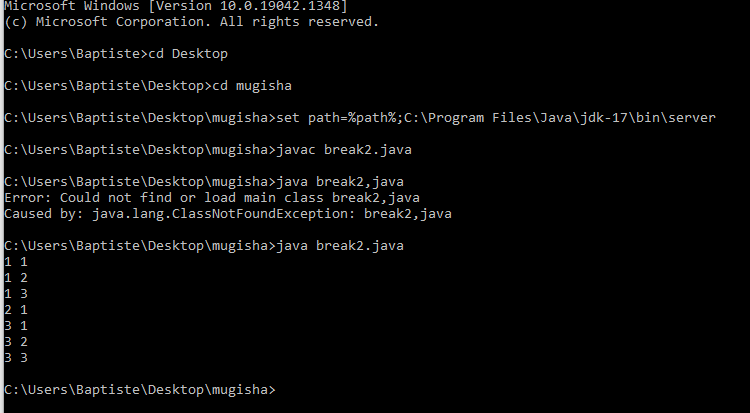 Microsoft Windows [Version 10.0.19042.1348]
(c) Microsoft Corporation. All rights reserved.
C:\Users\Baptiste>cd Desktop
C:\Users\Baptiste\Desktop>cd mugisha
C:\Users\Baptiste\Desktop\mugisha>set path=%path%;C:\Program Files\Java\jdk-17\bin\server
C:\Users\Baptiste\Desktop\mugisha>javac break2.java
C:\Users\Baptiste\Desktop\mugisha>java break2,java
Error: Could not find or load main class break2,java
Caused by: java.lang.ClassNotFoundException: break2,java
C:\Users\Baptiste\Desktop\mugisha>java break2.java
1 1
1 2
1 3
2 1
3 1
3 2
3 3
C:\Users\Baptiste\Desktop\mugisha>